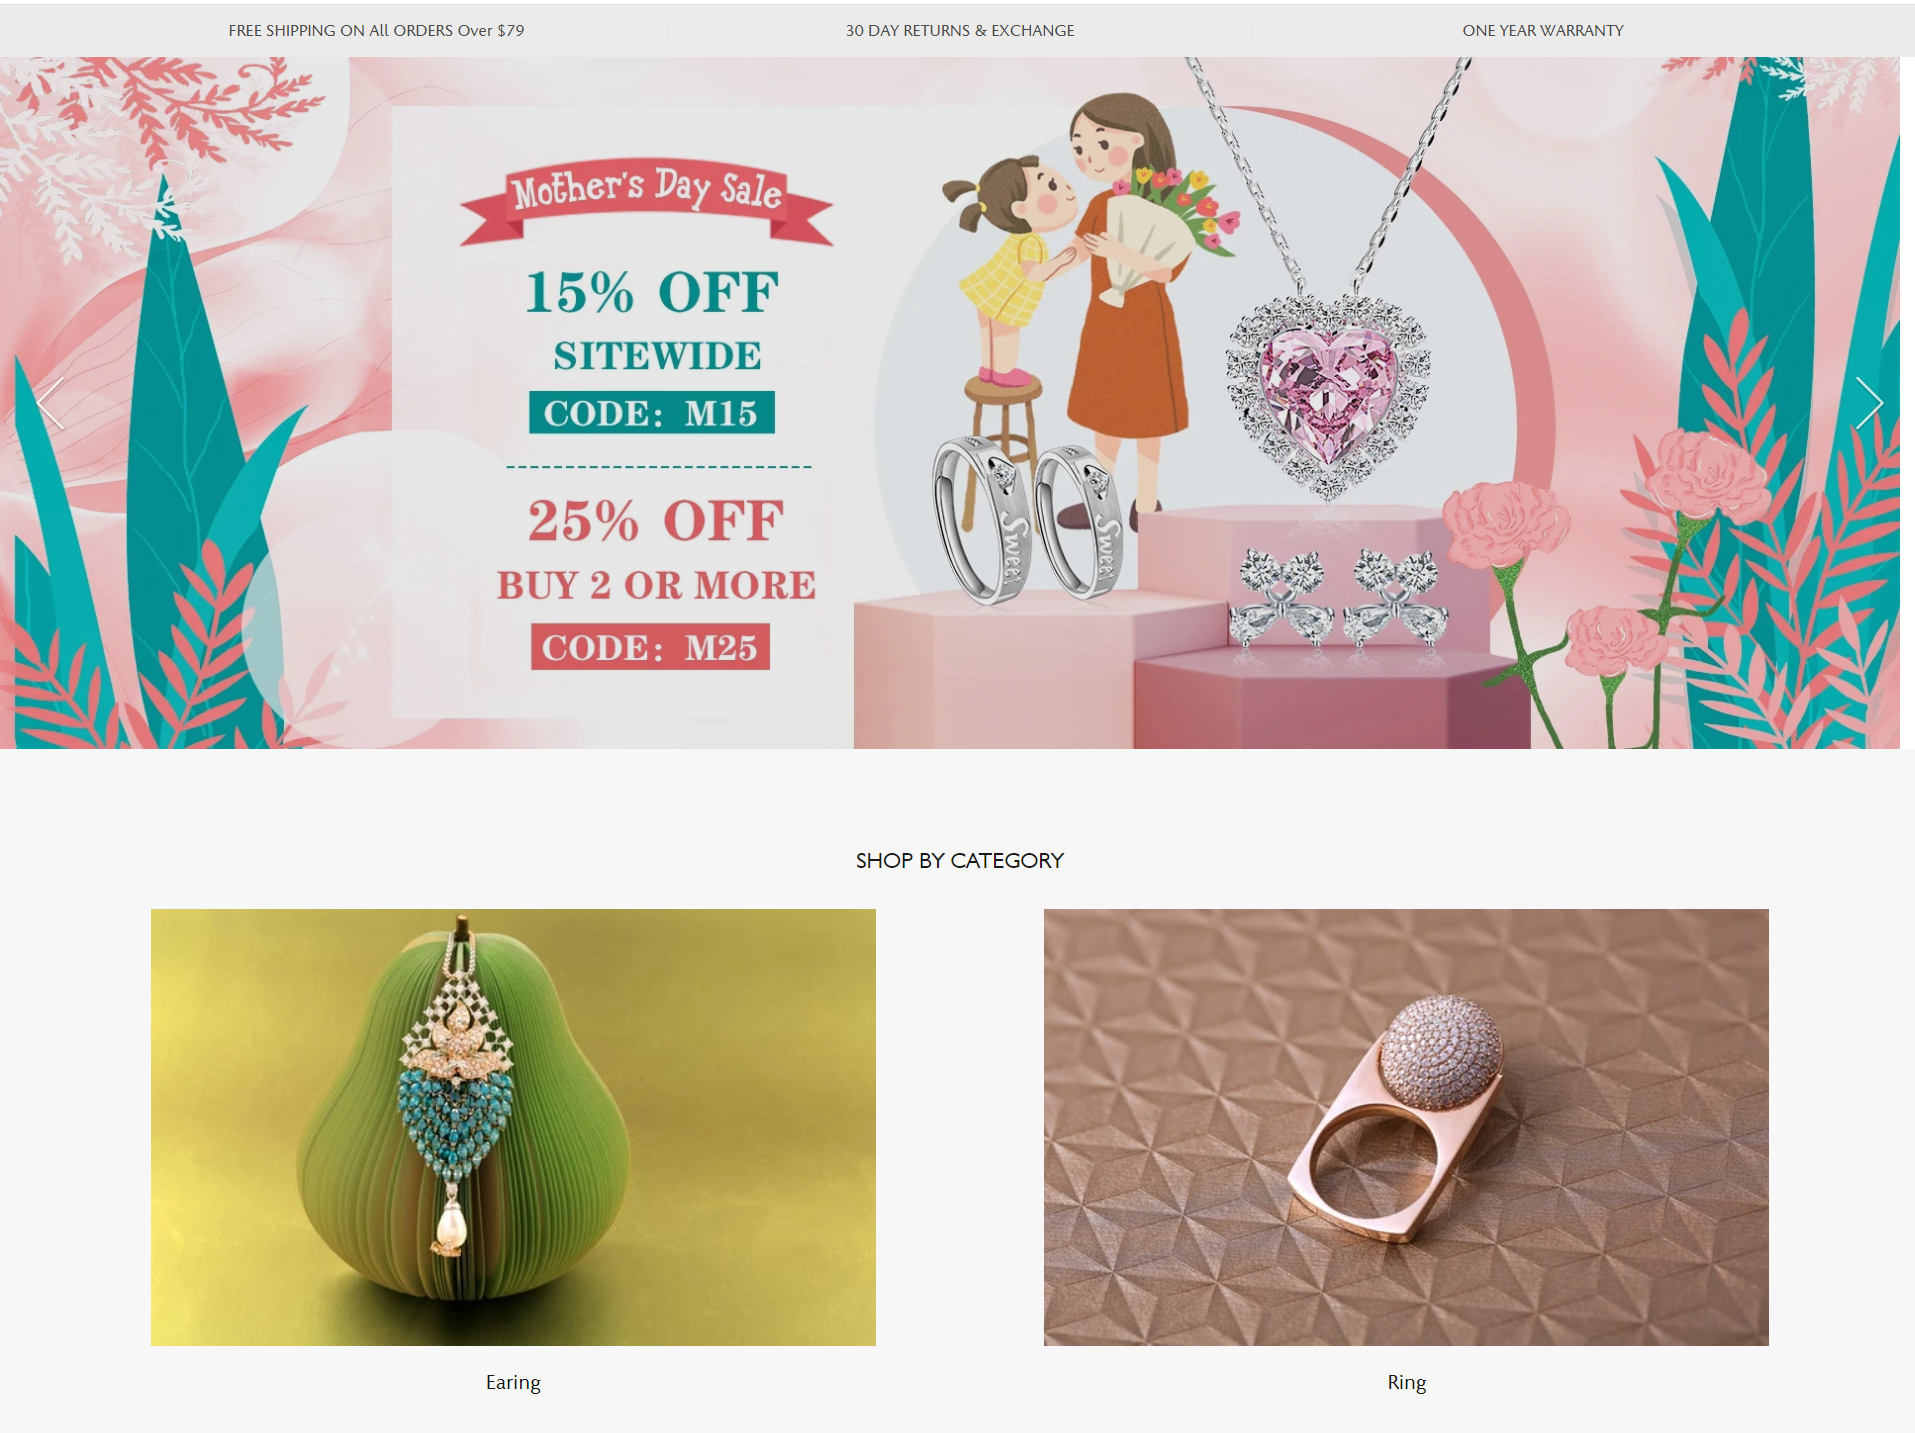 FREE SHIPPING ON All ORDERS Over $79
30 DAY RETURNS & EXCHANGE
ONE YEAR WARRANTY
Mother's Day Sale
15% OFF
SITEWIDE
CODE: M15
25% OFF
BUY 2 OR MORE
CODE: M25
Sweet
Sweet
SHOP BY CATEGORY
Earing
Ring